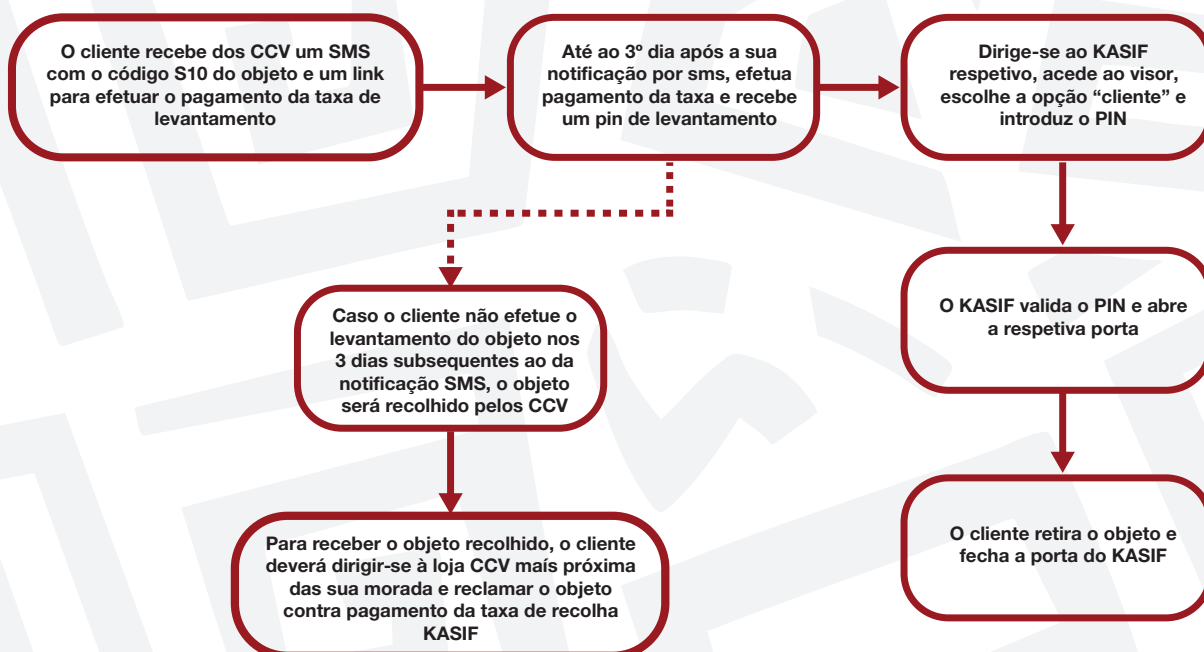 O cliente recebe dos CCV um SMS
com o código S10 do objeto e um link
para efetuar o pagamento da taxa de
levantamento
Até ao 3º dia após a sua
notificação por sms, efetua
pagamento da taxa e recebe
um pin de levantamento
Dirige-se ao KASIF
respetivo, acede ao visor,
escolhe a opção “cliente” e
introduz o PIN
O KASIF valida o PIN e abre
a respetiva porta
O cliente retira o objeto e
fecha a porta do KASIF
Caso o cliente não efetue o
levantamento do objeto nos
3 dias subsequentes ao da
notificação SMS, o objeto
será recolhido pelos CCV
Para receber o objeto recolhido, o cliente
deverá dirigir-se à loja CCV maís próxima
das sua morada e reclamar o objeto
contra pagamento da taxa de recolha
KASIF